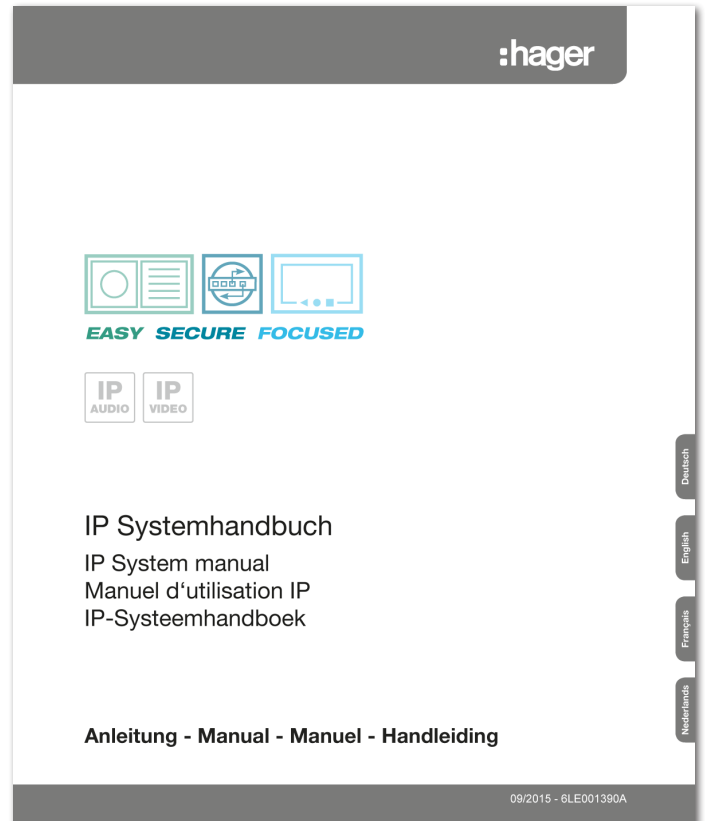 :hager
EASY SECURE FOCUSED
IP AUDIO
IP VIDEO
IP Systemhandbuch
IP System manual
Manuel d‘utilisation IP
IP-Systeemhandboek
Anleitung - Manual - Manuel - Handleiding
Deutsch
English
Français
Nederlands
09/2015 - 6LE001390A